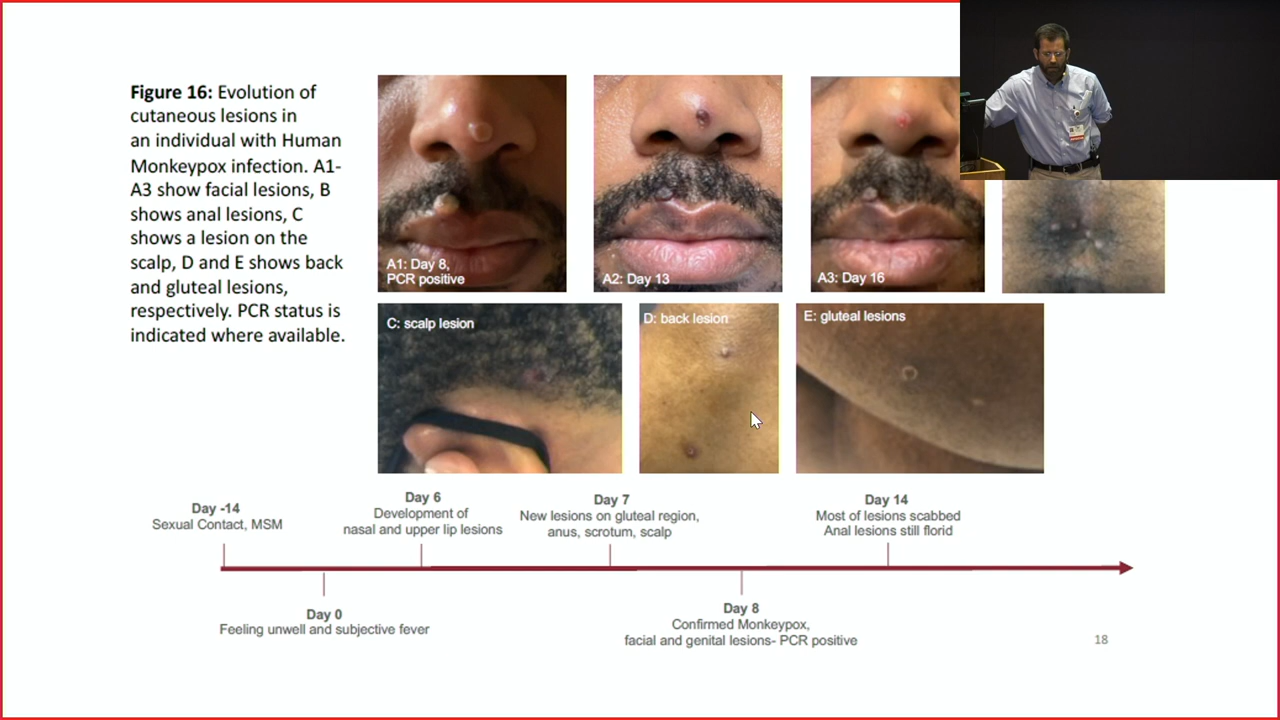 Figure 16: Evolution of
cutaneous lesions in
an individual with Human
Monkeypox infection. A1-
A3 show facial lesions, B
shows anal lesions, C
shows a lesion on the
scalp, D and E shows back
and gluteal lesions,
respectively. PCR status is
indicated where available.
A1: Day 8,
PCR positive
A2: Day 13
A3: Day 16
C: scalp lesion
D: back lesion
E: gluteal lesions
Day -14
Sexual Contact, MSM
Day 6
Development of
nasal and upper lip lesions
Day 7
New lesions on gluteal region,
anus, scrotum, scalp
Day 14
Most of lesions scabbed
Anal lesions still florid
Day 0
Feeling unwell and subjective fever
Day 8
Confirmed Monkeypox,
facial and genital lesions- PCR positive
18